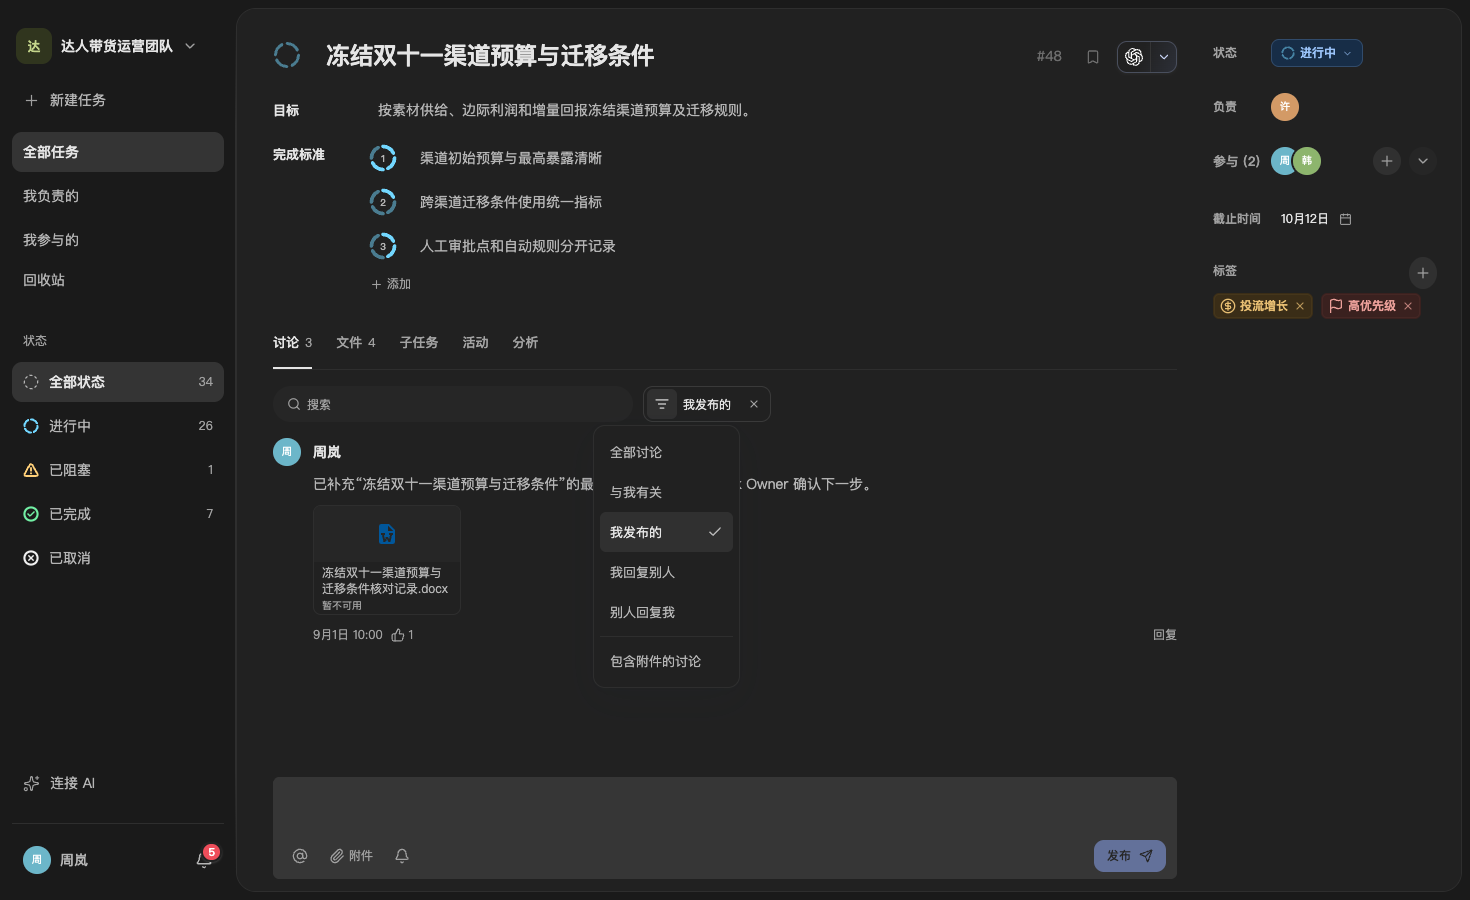 达 达人带货运营团队
新建任务
全部任务
我负责的
我参与的
回收站
状态
全部状态 34
进行中 26
已阻塞 1
已完成 7
已取消
连接 AI
周 周岚 5
冻结双十一渠道预算与迁移条件
#48
目标 按素材供给、边际利润和增量回报冻结渠道预算及迁移规则。
完成标准
1 渠道初始预算与最高暴露清晰
2 跨渠道迁移条件使用统一指标
3 人工审批点和自动规则分开记录
添加
讨论 3 文件 4 子任务 活动 分析
搜索
我发布的
周 周岚
已补充“冻结双十一渠道预算与迁移条件”的最
Owner 确认下一步。
冻结双十一渠道预算与
迁移条件核对记录.docx
暂不可用
9月1日 10:00 1
回复
全部讨论
与我有关
我发布的
我回复别人
别人回复我
包含附件的讨论
附件
发布
状态 进行中
负责 许
参与 (2) 周 韩
截止时间 10月12日
标签
投流增长 高优先级